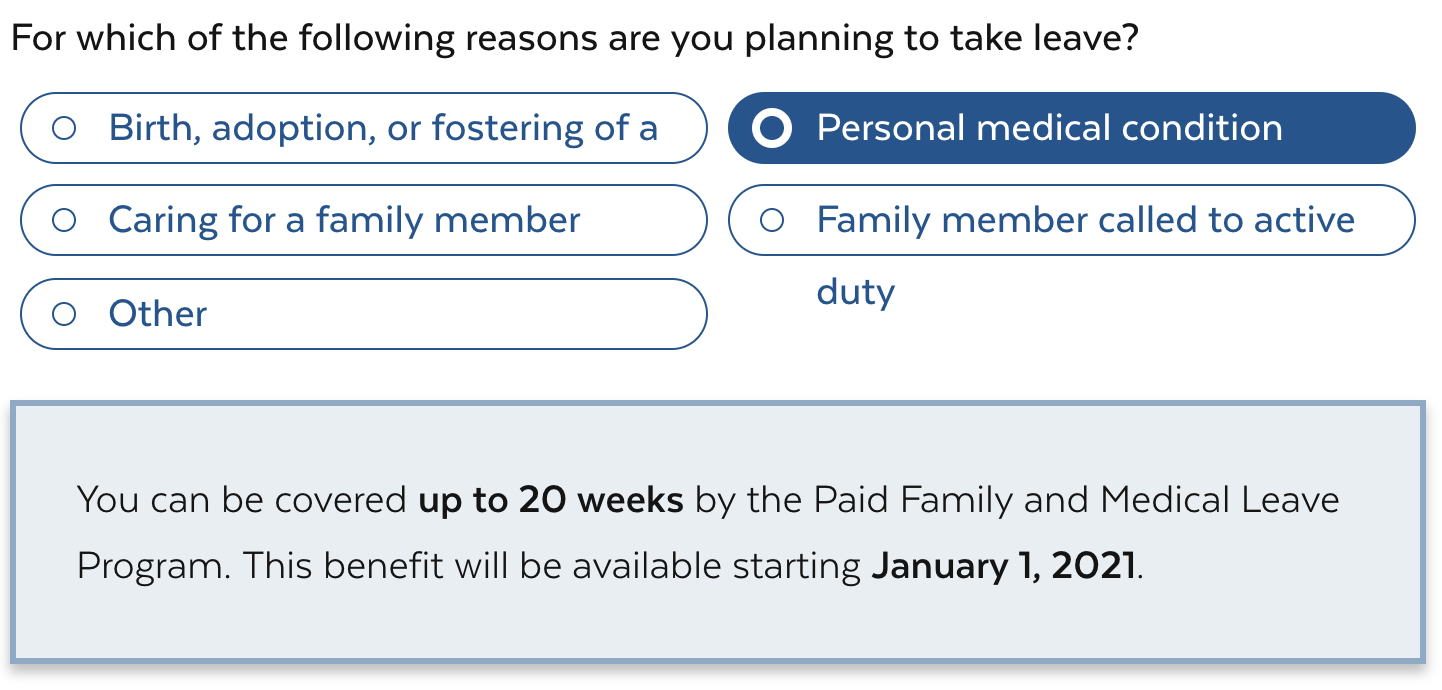 For which of the following reasons are you planning to take leave?
Birth, adoption, or fostering of a
Personal medical condition
Caring for a family member
Family member called to active
duty
Other
You can be covered up to 20 weeks by the Paid Family and Medical Leave
Program. This benefit will be available starting January 1, 2021.